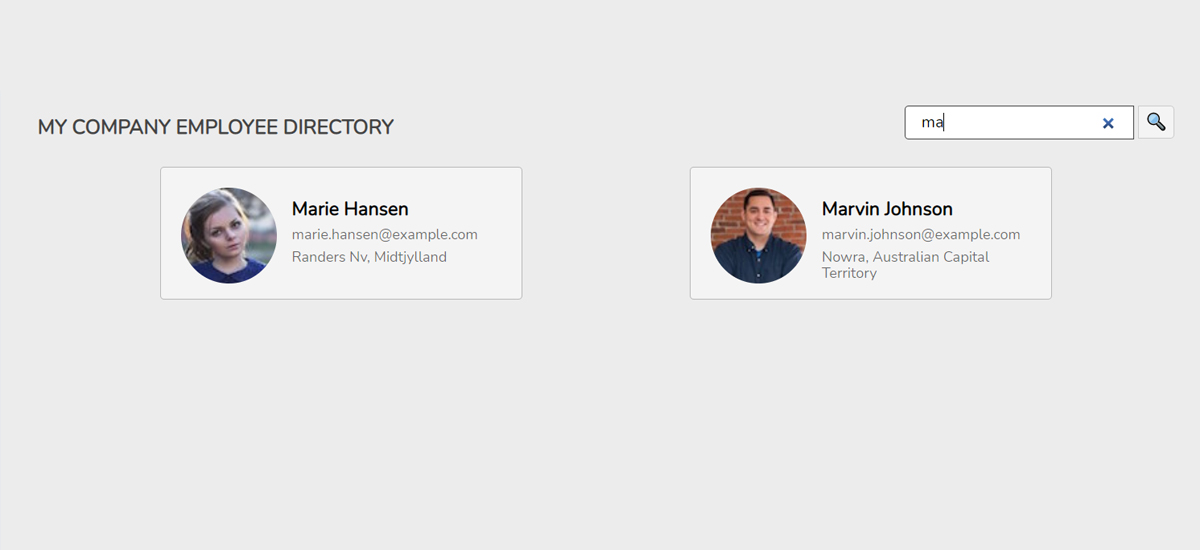 MY COMPANY EMPLOYEE DIRECTORY
ma
Marie Hansen
marie.hansen@example.com
Randers Nv, Midtjylland
Marvin Johnson
marvin.johnson@example.com
Nowra, Australian Capital
Territory